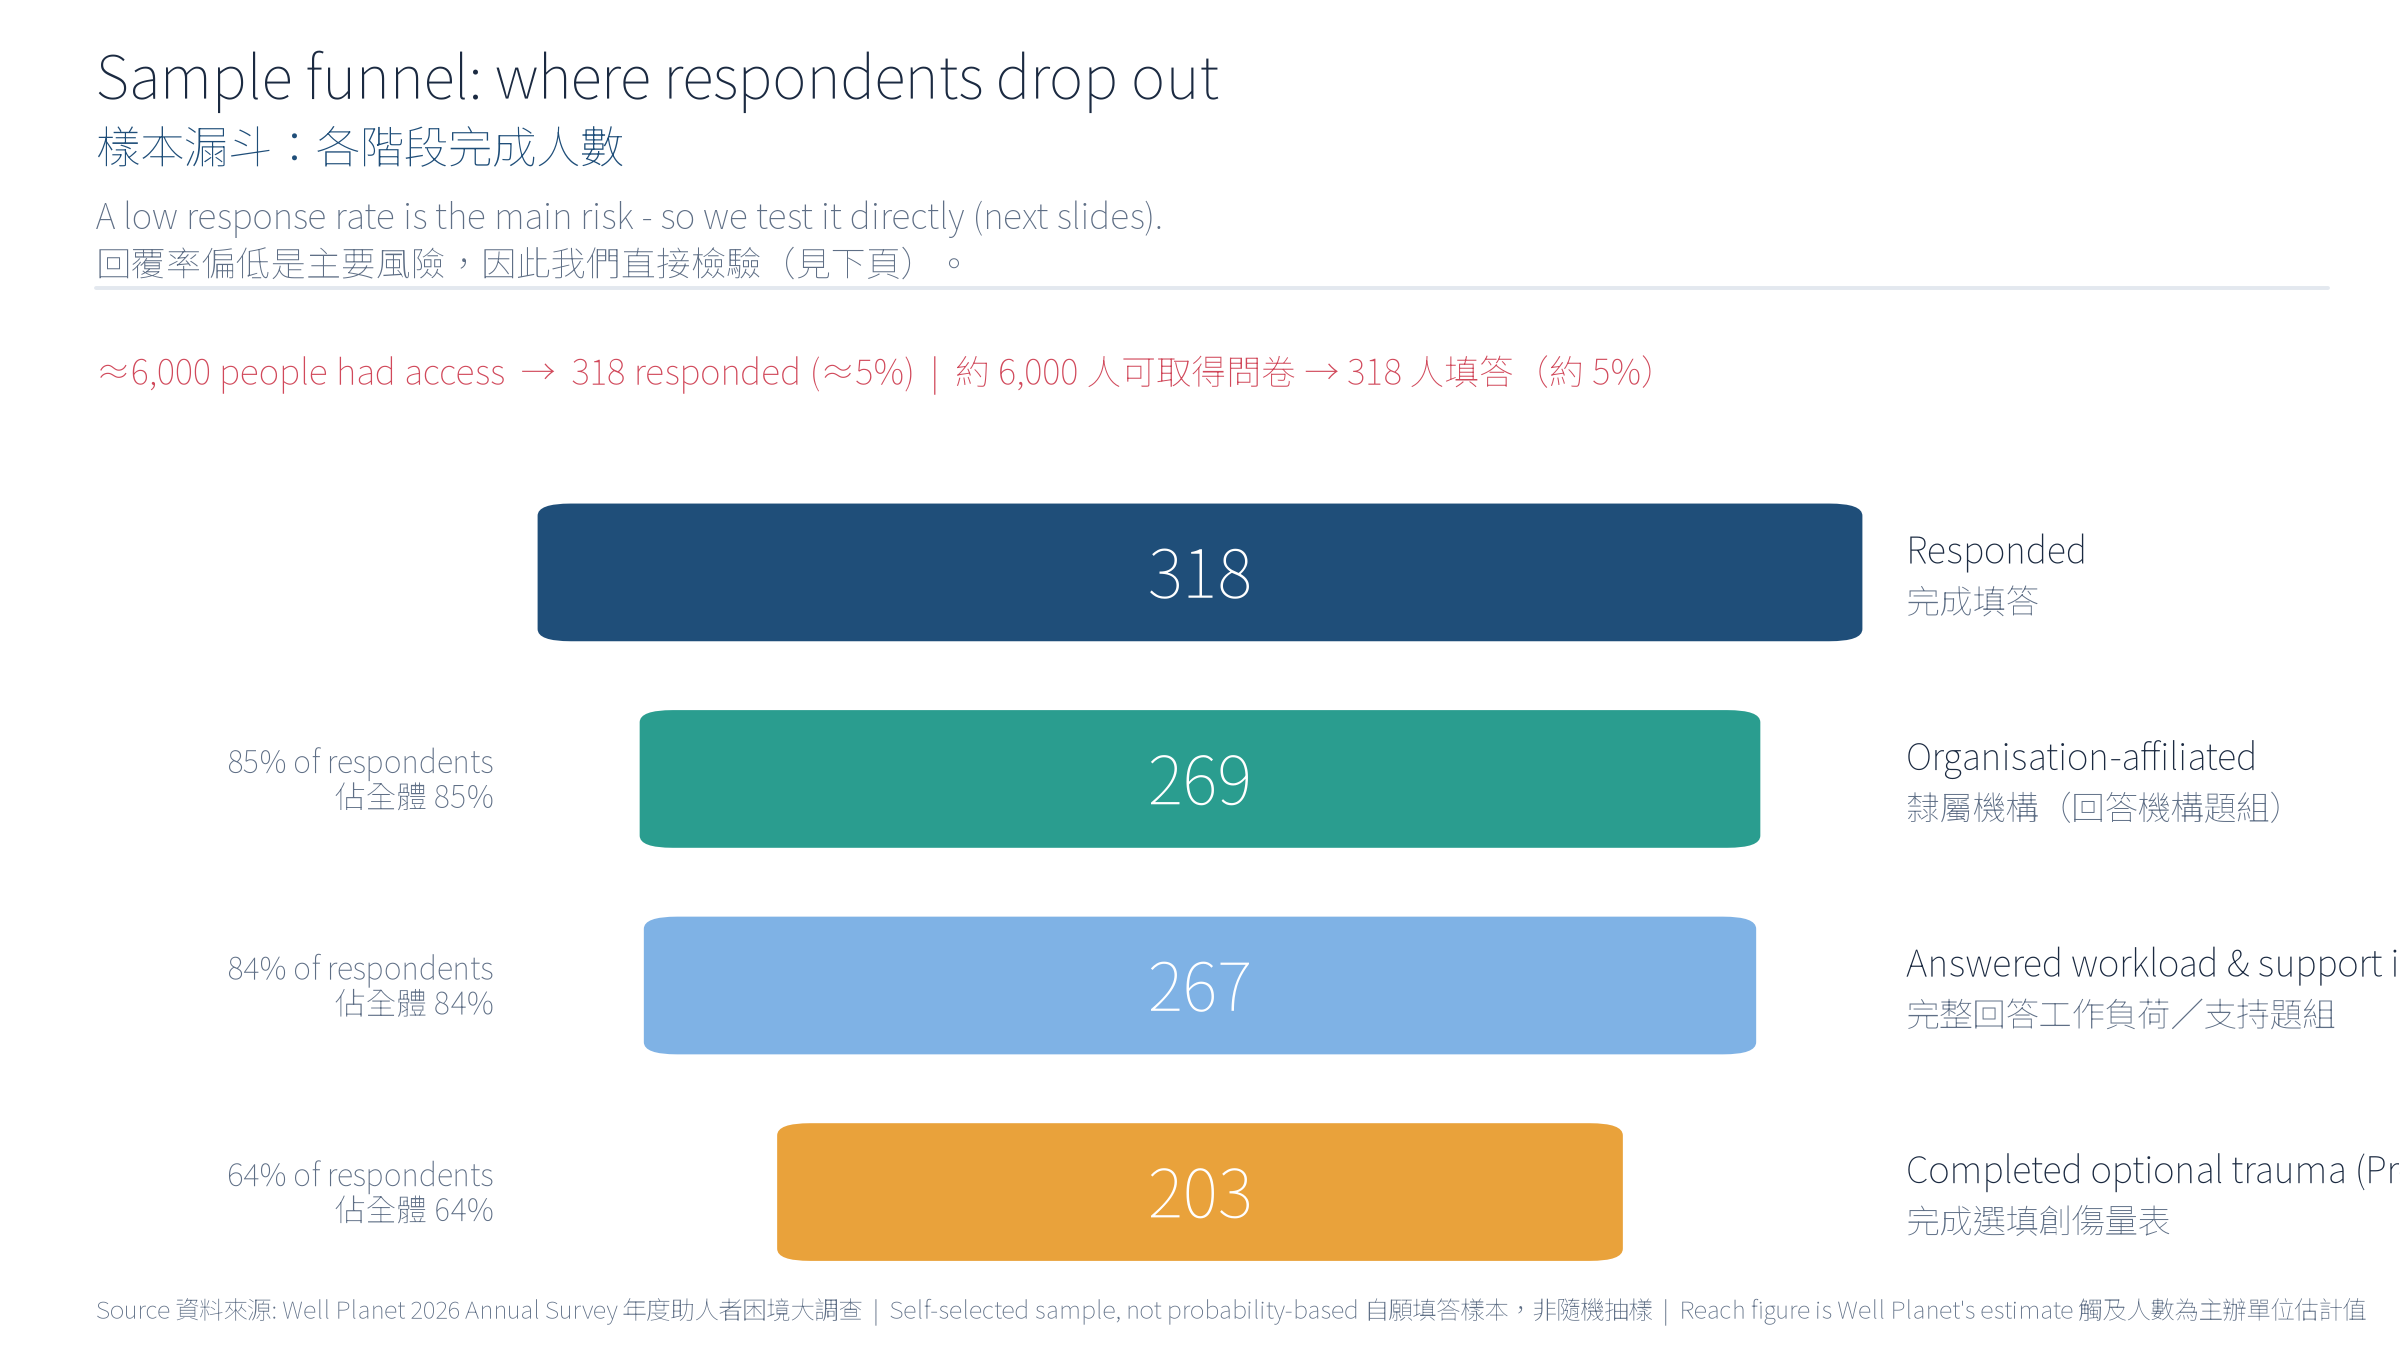 Sample funnel: where respondents drop out
樣本漏斗：各階段完成人數
A low response rate is the main risk - so we test it directly (next slides).
回覆率偏低是主要風險，因此我們直接檢驗（見下頁）。
≈6,000 people had access → 318 responded (≈5%) | 約 6,000 人可取得問卷 → 318 人填答（約 5%）
318
Responded
完成填答
85% of respondents
佔全體 85%
269
Organisation-affiliated
隸屬機構（回答機構題組）
84% of respondents
佔全體 84%
267
Answered workload & support i
完整回答工作負荷／支持題組
64% of respondents
佔全體 64%
203
Completed optional trauma (Pr
完成選填創傷量表
Source 資料來源: Well Planet 2026 Annual Survey 年度助人者困境大調查 | Self-selected sample, not probability-based 自願填答樣本，非隨機抽樣 | Reach figure is Well Planet's estimate 觸及人數為主辦單位估計值